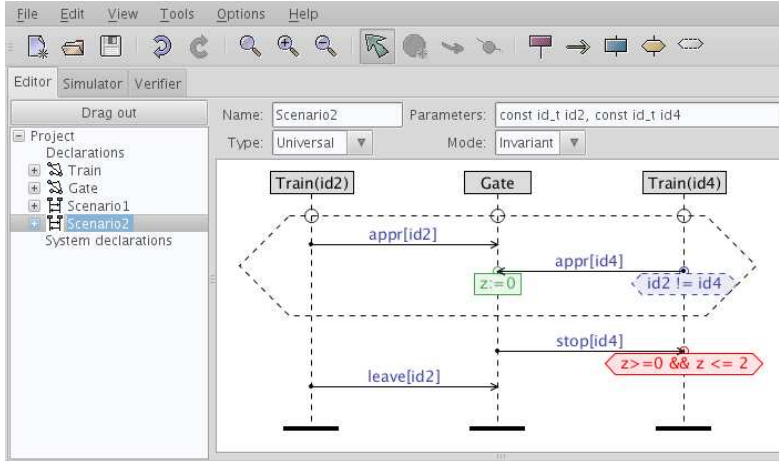 File Edit View Tools Options Help
Editor Simulator Verifier
Drag out
Name: Scenario2 Parameters: const id_t id2, const id_t id4
Project
Type: Universal Mode: Invariant
Declarations
Train
Gate
Scenario1
Scenario2
System declarations
Train(id2) Gate Train(id4)
appr[id2]
appr[id4]
z:=0 id2 != id4
stop[id4]
z>=0 && z <= 2
leave[id2]